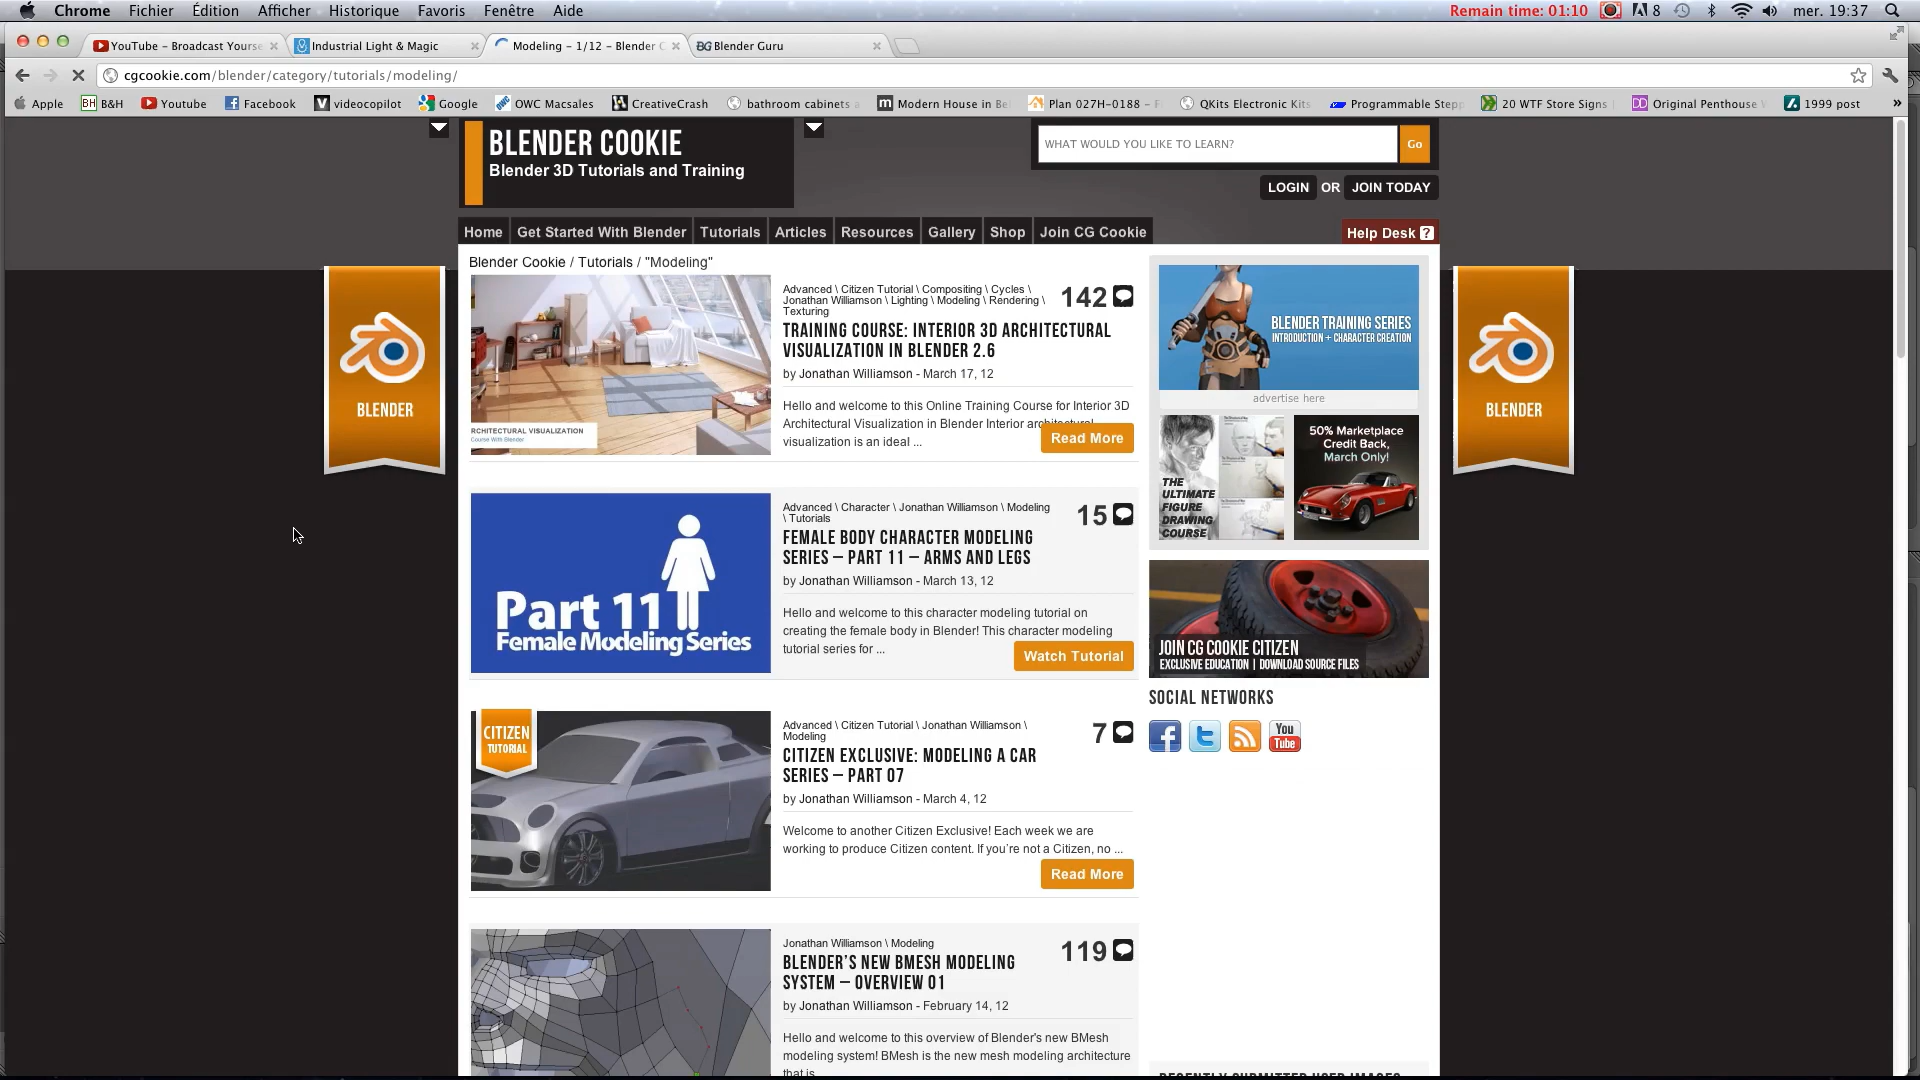 Chrome Fichier Édition Afficher Historique Favoris Fenêtre Aide Remain time: 01:10 8 mer. 19:37
YouTube - Broadcast Yourse Industrial Light & Magic Modeling - 1/12 - Blender C BG Blender Guru
cgcookie.com/blender/category/tutorials/modeling/
Apple BH B&H Youtube Facebook V videocopilot Google OWC Macsales CreativeCrash bathroom cabinets a m Modern House in Be Plan 027H-0188 - F QKits Electronic Kits Programmable Stepp 20 WTF Store Signs Original Penthouse 1999 post »
BLENDER COOKIE
Blender 3D Tutorials and Training
WHAT WOULD YOU LIKE TO LEARN? Go
LOGIN OR JOIN TODAY
Home Get Started With Blender Tutorials Articles Resources Gallery Shop Join CG Cookie Help Desk ?
Blender Cookie / Tutorials / "Modeling"
BLENDER
BLENDER
RCHITECTURAL VISUALIZATION
Course With Blender
Advanced \ Citizen Tutorial \ Compositing \ Cycles \
Jonathan Williamson \ Lighting \ Modeling \ Rendering \
Texturing
142
TRAINING COURSE: INTERIOR 3D ARCHITECTURAL
VISUALIZATION IN BLENDER 2.6
by Jonathan Williamson - March 17, 12
Hello and welcome to this Online Training Course for Interior 3D
Architectural Visualization in Blender Interior architectural
visualization is an ideal ...
Read More
Part 11
Female Modeling Series
Advanced \ Character \ Jonathan Williamson \ Modeling
\ Tutorials
15
FEMALE BODY CHARACTER MODELING
SERIES – PART 11 – ARMS AND LEGS
by Jonathan Williamson - March 13, 12
Hello and welcome to this character modeling tutorial on
creating the female body in Blender! This character modeling
tutorial series for ...
Watch Tutorial
CITIZEN
TUTORIAL
Advanced \ Citizen Tutorial \ Jonathan Williamson \
Modeling
7
CITIZEN EXCLUSIVE: MODELING A CAR
SERIES – PART 07
by Jonathan Williamson - March 4, 12
Welcome to another Citizen Exclusive! Each week we are
working to produce Citizen content. If you're not a Citizen, no ...
Read More
Jonathan Williamson \ Modeling
119
BLENDER'S NEW BMESH MODELING
SYSTEM – OVERVIEW 01
by Jonathan Williamson - February 14, 12
Hello and welcome to this overview of Blender's new BMesh
modeling system! BMesh is the new mesh modeling architecture
that is
BLENDER TRAINING SERIES
INTRODUCTION + CHARACTER CREATION
advertise here
THE
ULTIMATE
FIGURE
DRAWING
COURSE
50% Marketplace
Credit Back,
March Only!
JOIN CG COOKIE CITIZEN
EXCLUSIVE EDUCATION | DOWNLOAD SOURCE FILES
SOCIAL NETWORKS
You
Tube
RECENTLY SUBMITTED USER IMAGES